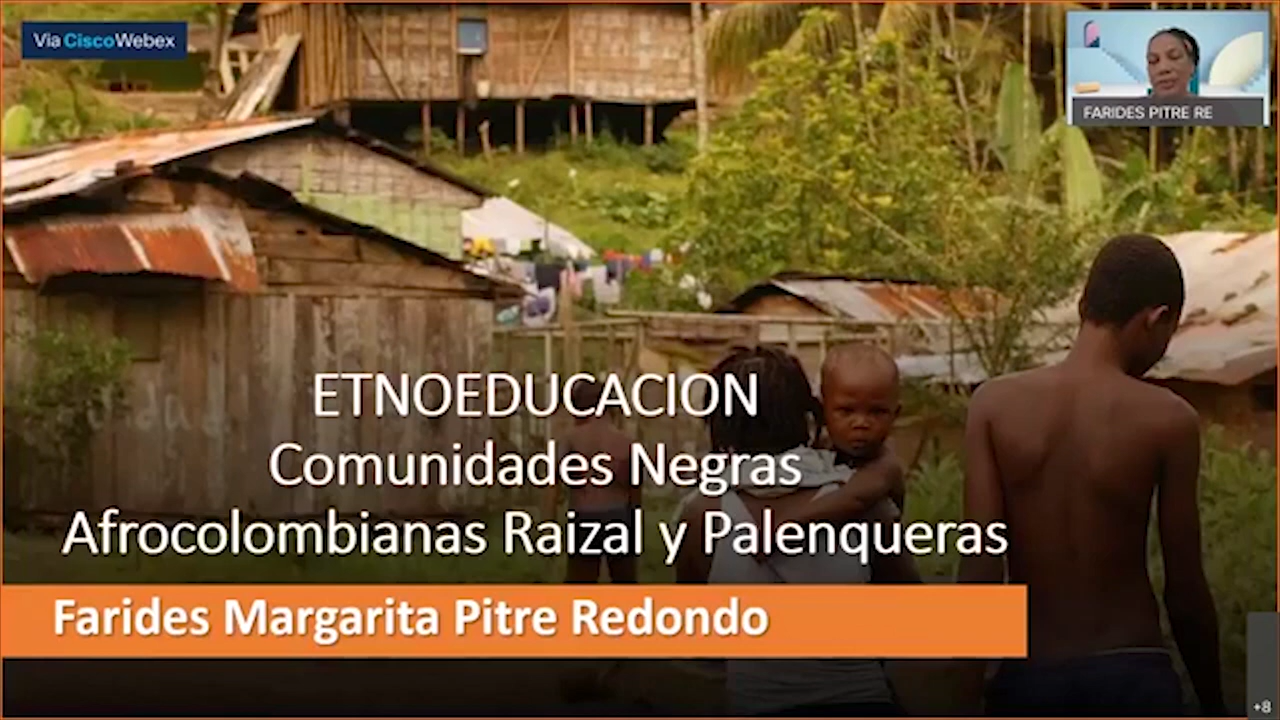 Via CiscoWebex
FARIDES PITRE RE
ETNOEDUCACION
Comunidades Negras
Afrocolombianas Raizal y Palenqueras
Farides Margarita Pitre Redondo
+8